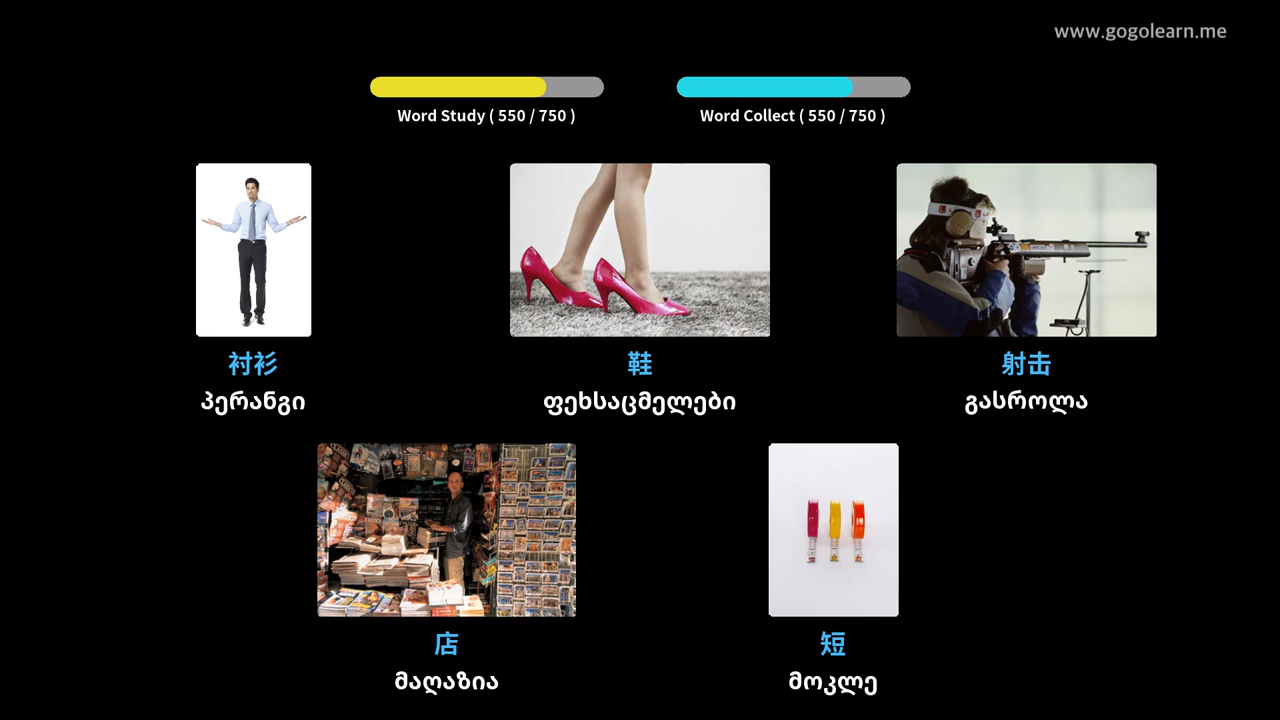 www.gogolearn.me
Word Study ( 550 / 750 )
Word Collect ( 550 / 750 )
衬衫
პერანგი
鞋
ფეხსაცმელები
射击
გასროლა
店
მაღაზია
短
მოკლე